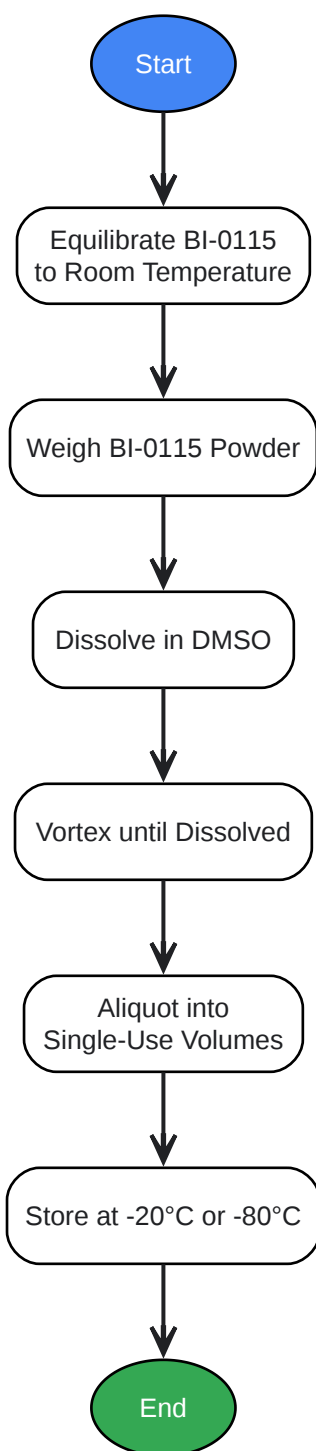 Start
Equilibrate BI-0115
to Room Temperature
Weigh BI-0115 Powder
Dissolve in DMSO
Vortex until Dissolved
Aliquot into
Single-Use Volumes
Store at -20°C or -80°C
End